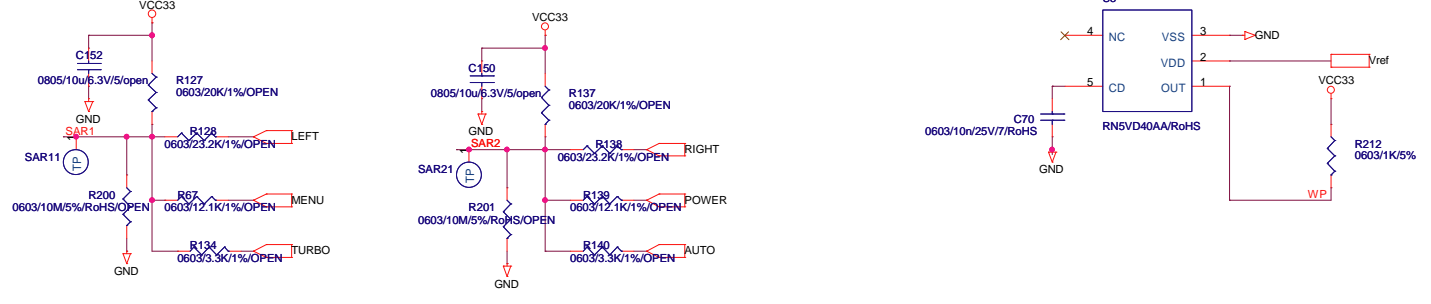 VCC33
C152
0805/10u/6.3V/5/open
GND
R127
0603/20K/1%/OPEN
SAR1
SAR11
TP
R128
0603/23.2K/1%/OPEN
LEFT
R200
0603/10M/5%/RoHS/OPEN
GND
R67
0603/12.1K/1%/OPEN
MENU
R134
0603/3.3K/1%/OPEN
TURBO
VCC33
C150
0805/10u/6.3V/5/open
GND
R137
0603/20K/1%/OPEN
SAR2
SAR21
TP
R138
0603/23.2K/1%/OPEN
RIGHT
R201
0603/10M/5%/RoHS/OPEN
GND
R139
0603/12.1K/1%/OPEN
POWER
R140
0603/3.3K/1%/OPEN
AUTO
4 NC
VSS 3
GND
VDD 2
Vref
5 CD
OUT 1
RN5VD40AA/RoHS
C70
0603/10n/25V/7/RoHS
GND
VCC33
R212
0603/1K/5%
WP